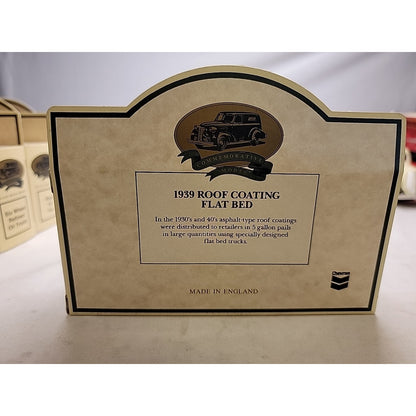 COMMEMORATIVE
MODELS
1939 ROOF COATING
FLAT BED
In the 1930's and 40's asphalt-type roof coatings
were distributed to retailers in 5 gallon pails
in large quantities using specially designed
flat bed trucks.
Chevron
MADE IN ENGLAND